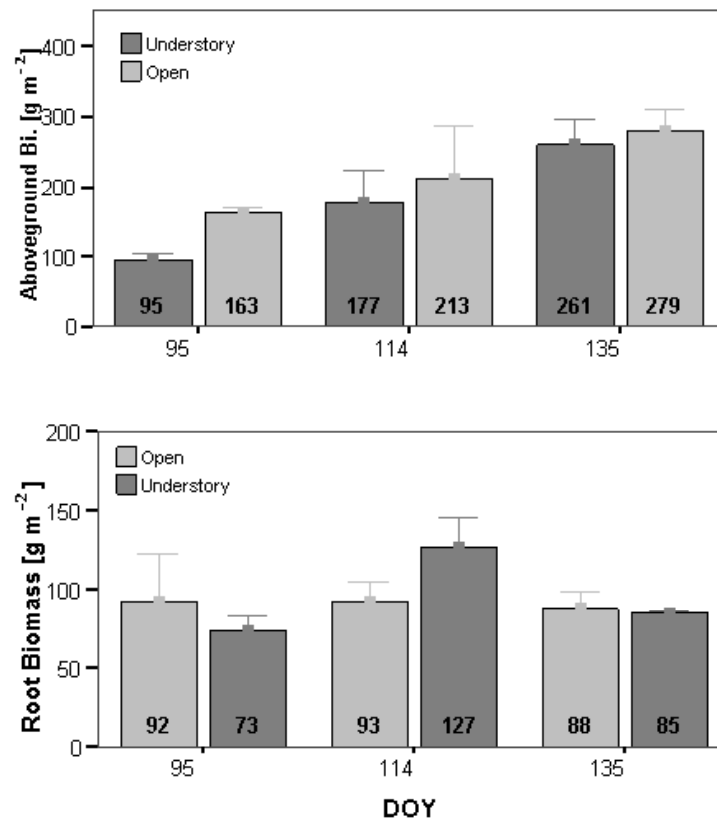 Aboveground Bi. [g m⁻²]
400
300
200
100
0
Understory
Open
95 163 177 213 261 279
95 114 135
Root Biomass [g m⁻²]
200
150
100
50
0
Open
Understory
92 73 93 127 88 85
95 114 135
DOY